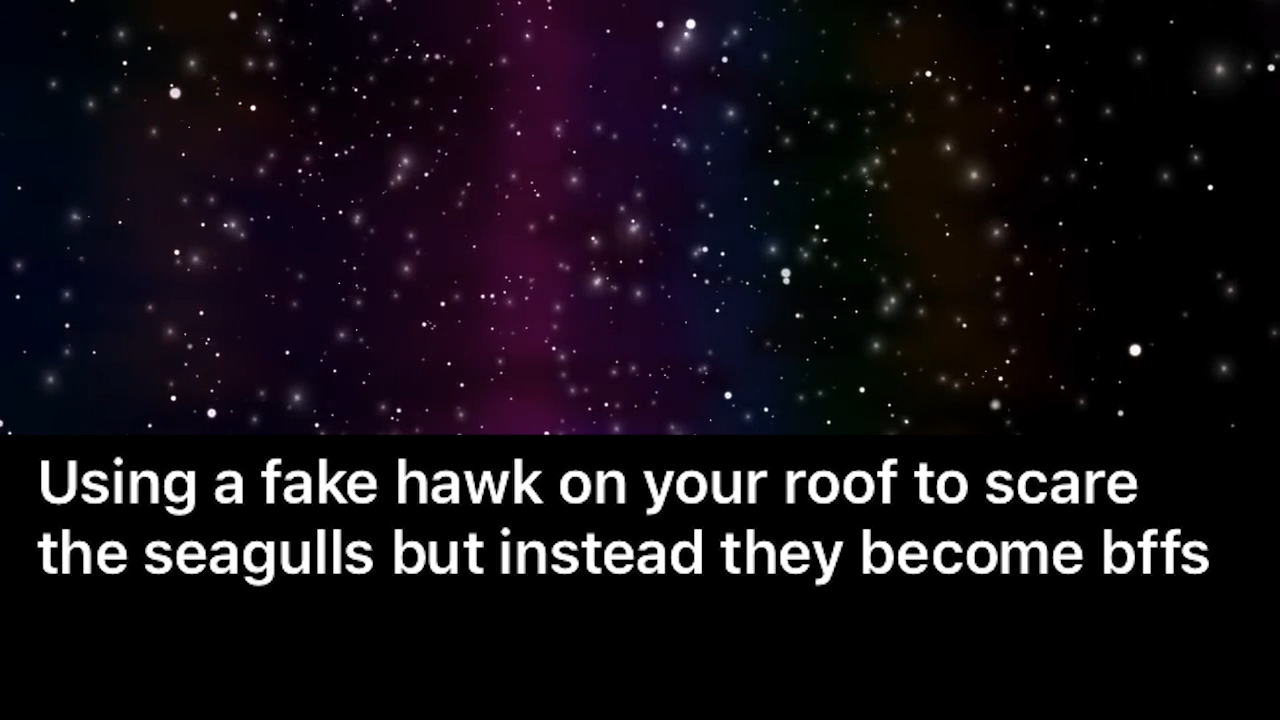 Using a fake hawk on your roof to scare
the seagulls but instead they become bffs